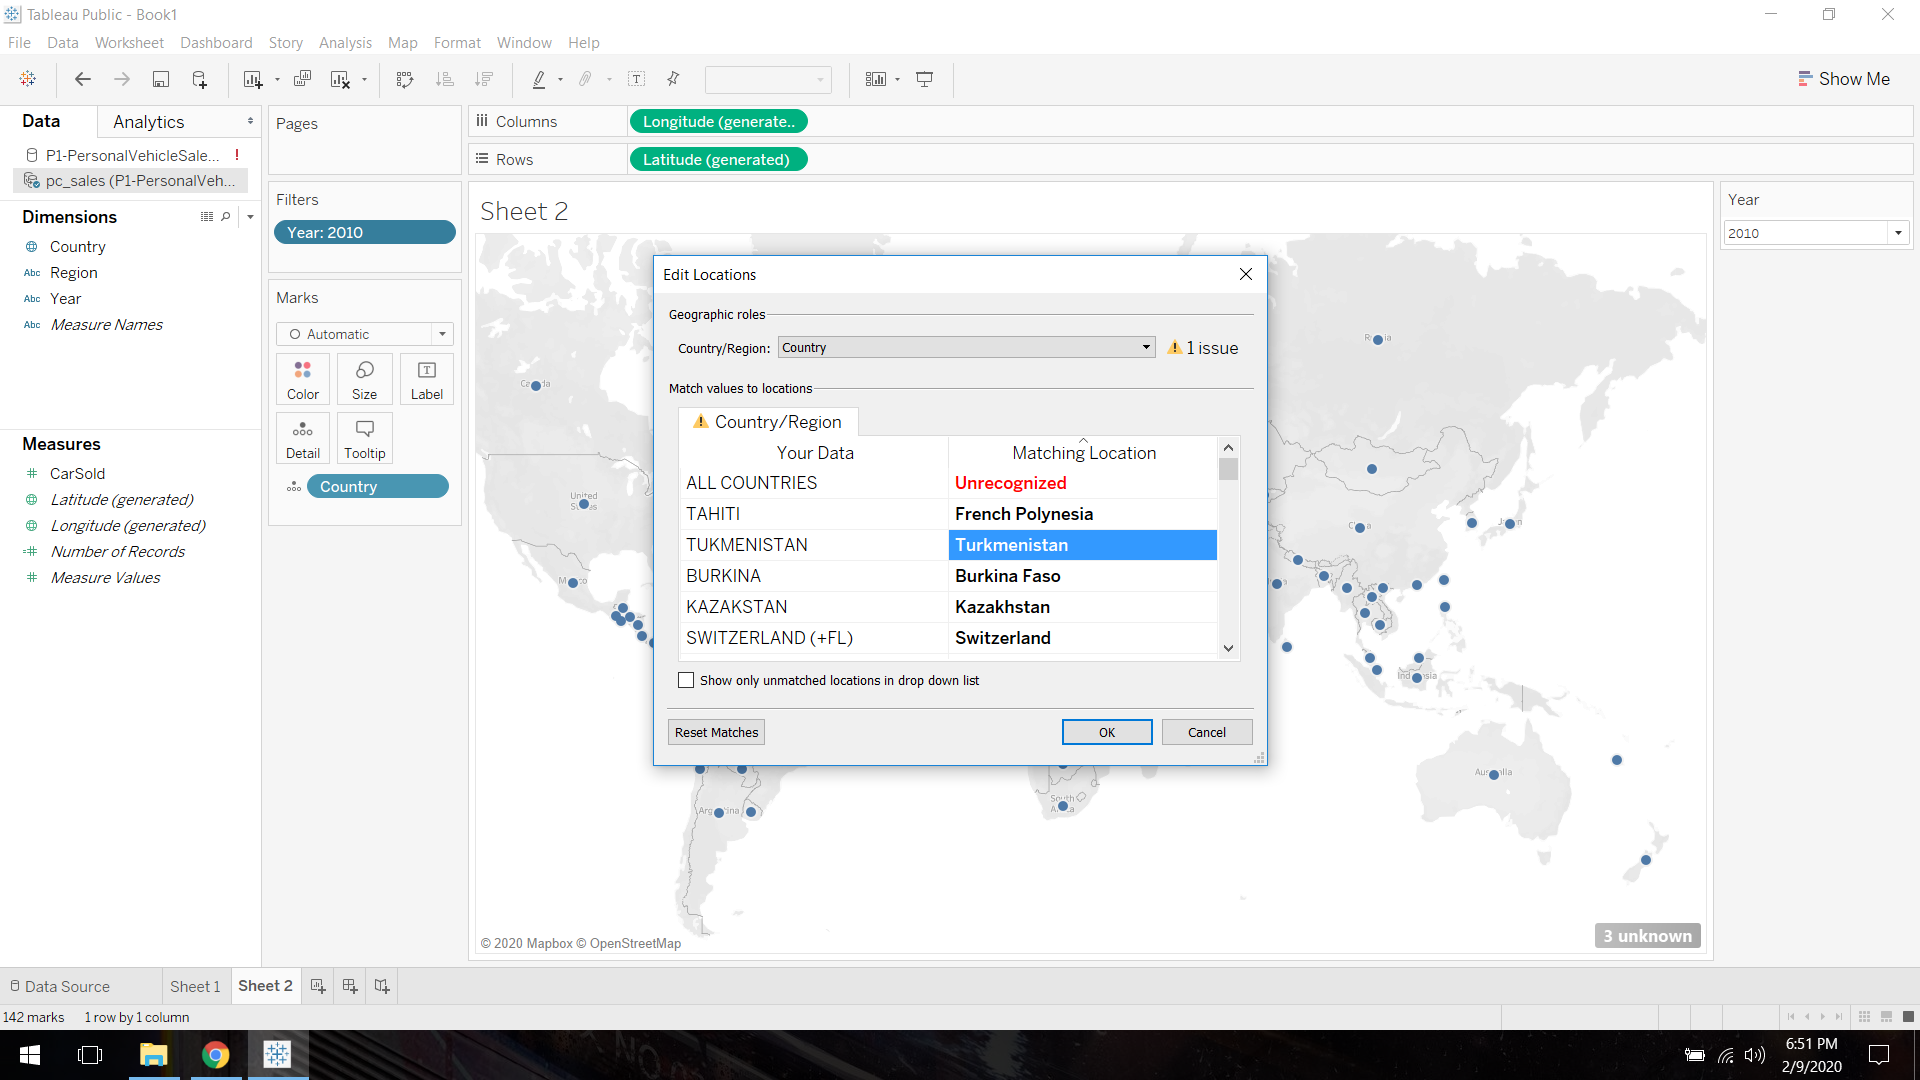 Tableau Public - Book1
File Data Worksheet Dashboard Story Analysis Map Format Window Help
Show Me
Data
Analytics
P1-PersonalVehicleSale... !
pc_sales (P1-PersonalVeh...
Dimensions
Country
Abc Region
Abc Year
Abc Measure Names
Measures
CarSold
Latitude (generated)
Longitude (generated)
Number of Records
Measure Values
Pages
Filters
Year: 2010
Marks
Automatic
Color
Size
Label
Detail
Tooltip
Country
Columns
Longitude (generate..
Rows
Latitude (generated)
Sheet 2
Year
2010
Edit Locations
Geographic roles
Country/Region: Country 1 issue
Match values to locations
Country/Region
Your Data Matching Location
ALL COUNTRIES Unrecognized
TAHITI French Polynesia
TUKMENISTAN Turkmenistan
BURKINA Burkina Faso
KAZAKSTAN Kazakhstan
SWITZERLAND (+FL) Switzerland
Show only unmatched locations in drop down list
Reset Matches
OK
Cancel
United
South
© 2020 Mapbox © OpenStreetMap
3 unknown
Data Source
Sheet 1
Sheet 2
142 marks 1 row by 1 column
6:51 PM
2/9/2020